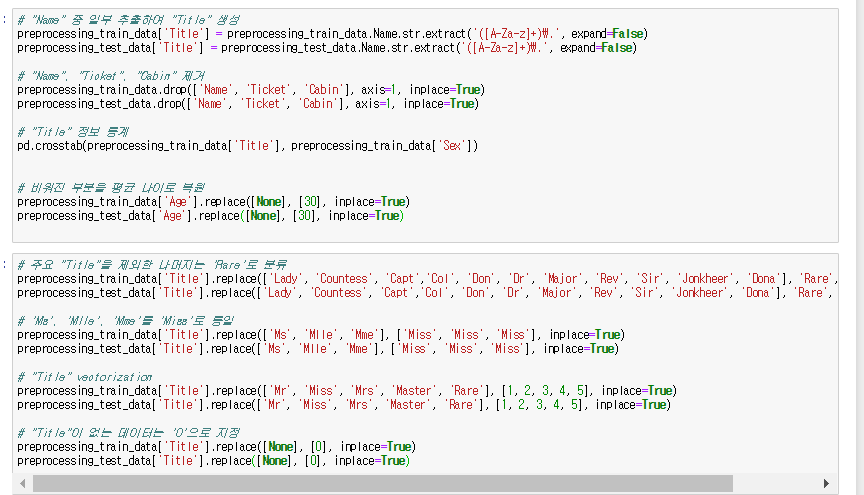 # "Name" 중 일부 추출하여 "Title" 생성
preprocessing_train_data['Title'] = preprocessing_train_data.Name.str.extract('([A-Za-z]+)\.', expand=False)
preprocessing_test_data['Title'] = preprocessing_test_data.Name.str.extract('([A-Za-z]+)\.', expand=False)
# "Name", "Ticket", "Cabin" 제거
preprocessing_train_data.drop(['Name', 'Ticket', 'Cabin'], axis=1, inplace=True)
preprocessing_test_data.drop(['Name', 'Ticket', 'Cabin'], axis=1, inplace=True)
# "Title" 정보 통계
pd.crosstab(preprocessing_train_data['Title'], preprocessing_train_data['Sex'])
# 비워진 부분을 평균 나이로 복원
preprocessing_train_data['Age'].replace([None], [30], inplace=True)
preprocessing_test_data['Age'].replace([None], [30], inplace=True)
# 주요 "Title"을 제외한 나머지는 'Rare'로 분류
preprocessing_train_data['Title'].replace(['Lady', 'Countess', 'Capt','Col', 'Don', 'Dr', 'Major', 'Rev', 'Sir', 'Jonkheer', 'Dona'], 'Rare',
preprocessing_test_data['Title'].replace(['Lady', 'Countess', 'Capt','Col', 'Don', 'Dr', 'Major', 'Rev', 'Sir', 'Jonkheer', 'Dona'], 'Rare',
# 'Ms', 'Mlle', 'Mme'를 'Miss'로 통일
preprocessing_train_data['Title'].replace(['Ms', 'Mlle', 'Mme'], ['Miss', 'Miss', 'Miss'], inplace=True)
preprocessing_test_data['Title'].replace(['Ms', 'Mlle', 'Mme'], ['Miss', 'Miss', 'Miss'], inplace=True)
# "Title" vectorization
preprocessing_train_data['Title'].replace(['Mr', 'Miss', 'Mrs', 'Master', 'Rare'], [1, 2, 3, 4, 5], inplace=True)
preprocessing_test_data['Title'].replace(['Mr', 'Miss', 'Mrs', 'Master', 'Rare'], [1, 2, 3, 4, 5], inplace=True)
# "Title"이 없는 데이터는 '0'으로 지정
preprocessing_train_data['Title'].replace([None], [0], inplace=True)
preprocessing_test_data['Title'].replace([None], [0], inplace=True)